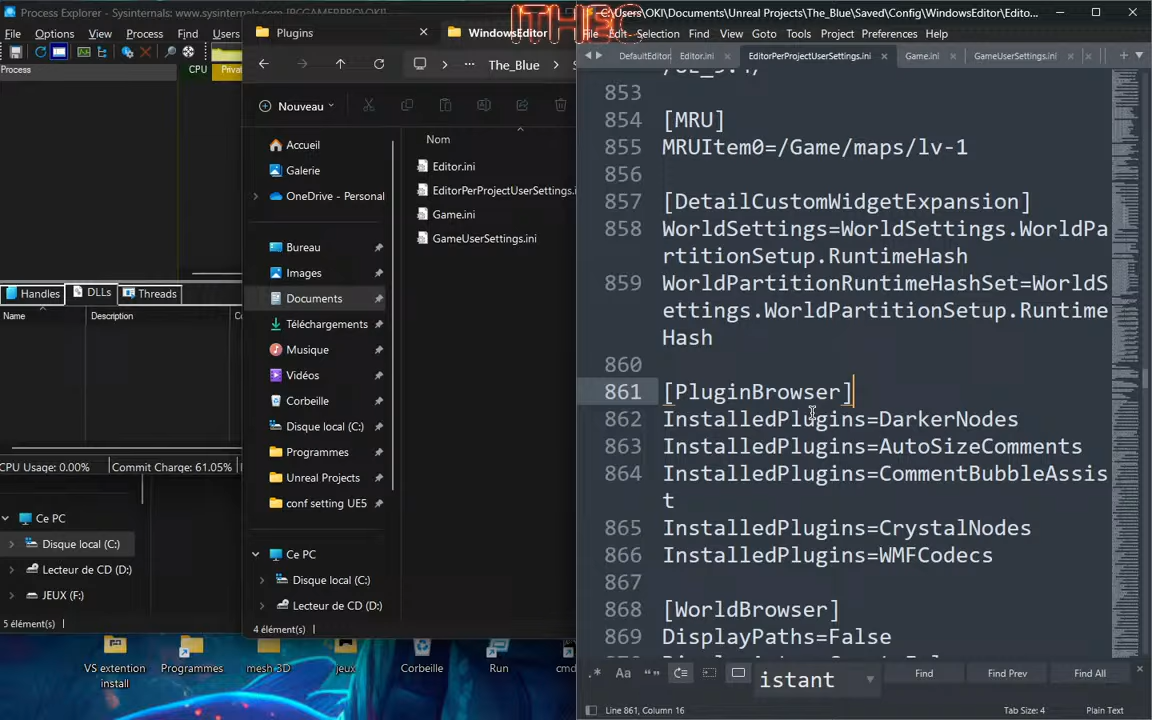 Process Explorer - Sysinternals: www.sysinternals.com
File Options View Process Find Users
Process CPU Privat
Handles DLLs Threads
Name Description
CPU Usage: 0.00% Commit Charge: 61.05%
Ce PC
Disque local (C:)
Lecteur de CD (D:)
JEUX (F:)
5 élément(s)
VS extention install
Programmes
mesh-3D
jeux
Corbeille
Run
cmd
Plugins
WindowsEditor
The_Blue
Nouveau
Accueil
Galerie
OneDrive - Personal
Bureau
Images
Documents
Téléchargements
Musique
Vidéos
Corbeille
Disque local (C:)
Programmes
Unreal Projects
conf setting UE5
Ce PC
Disque local (C:)
Lecteur de CD (D:)
4 élément(s)
Nom
Editor.ini
EditorPerProjectUserSettings.i
Game.ini
GameUserSettings.ini
C:\Users\OKI\Documents\Unreal Projects\The_Blue\Saved\Config\WindowsEditor/Edito...
File Edit Selection Find View Goto Tools Project Preferences Help
DefaultEditor. Editor.ini EditorPerProjectUserSettings.ini Game.ini GameUserSettings.ini
853
854 [MRU]
855 MRUItem0=/Game/maps/lv-1
856
857 [DetailCustomWidgetExpansion]
858 WorldSettings=WorldSettings.WorldPa
rtitionSetup.RuntimeHash
859 WorldPartitionRuntimeHashSet=WorldS
ettings.WorldPartitionSetup.Runtime
Hash
860
861 [PluginBrowser]
862 InstalledPlugins=DarkerNodes
863 InstalledPlugins=AutoSizeComments
864 InstalledPlugins=CommentBubbleAssis
t
865 InstalledPlugins=CrystalNodes
866 InstalledPlugins=WMFCodecs
867
868 [WorldBrowser]
869 DisplayPaths=False
istant Find Find Prev Find All
Line 861, Column 16 Tab Size: 4 Plain Text